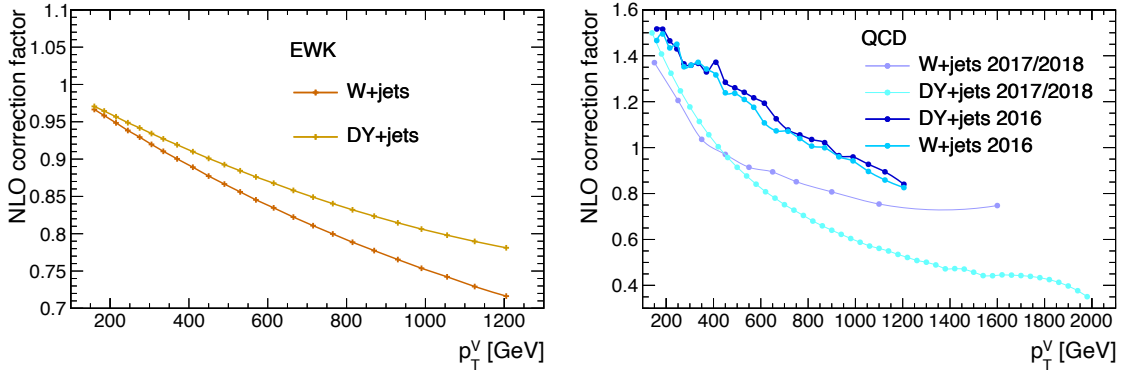 NLO correction factor
1.1
1.05
1
0.95
0.9
0.85
0.8
0.75
0.7
EWK
W+jets
DY+jets
200 400 600 800 1000 1200
p_T^V [GeV]
NLO correction factor
1.6
1.4
1.2
1
0.8
0.6
0.4
QCD
W+jets 2017/2018
DY+jets 2017/2018
DY+jets 2016
W+jets 2016
200 400 600 800 1000 1200 1400 1600 1800 2000
p_T^V [GeV]